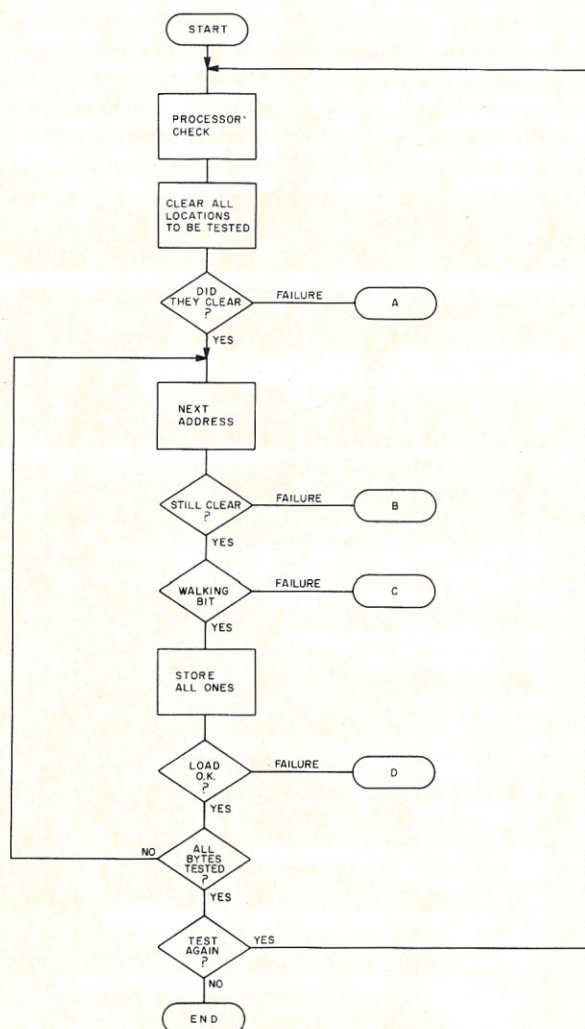 START
PROCESSOR
CHECK
CLEAR ALL
LOCATIONS
TO BE TESTED
DID
THEY CLEAR
?
FAILURE
A
YES
NEXT
ADDRESS
STILL CLEAR
?
FAILURE
B
YES
WALKING
BIT
FAILURE
C
YES
STORE
ALL ONES
LOAD
O.K.
?
FAILURE
D
YES
ALL
BYTES
TESTED
?
NO
YES
TEST
AGAIN
?
YES
NO
END